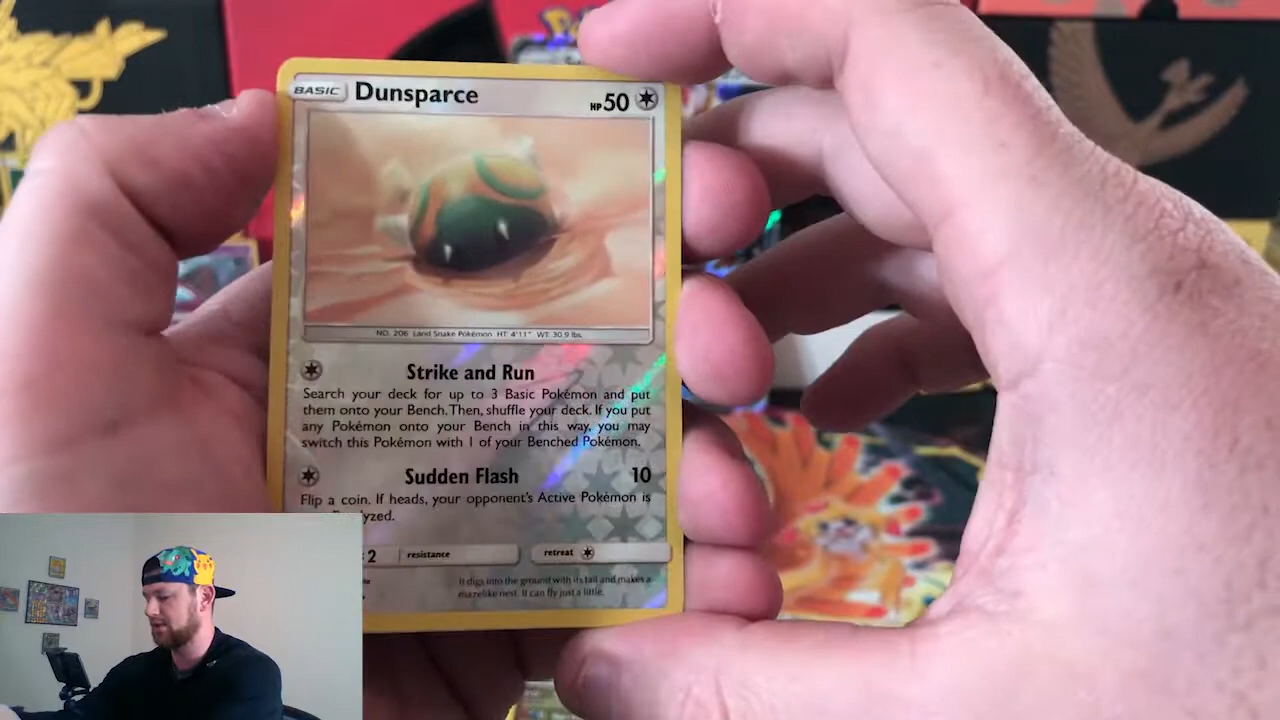 BASIC Dunsparce HP 50
NO. 206 Land Snake Pokémon HT: 4'11" WT: 30.9 lbs.
Strike and Run
Search your deck for up to 3 Basic Pokémon and put
them onto your Bench. Then, shuffle your deck. If you put
any Pokémon onto your Bench in this way, you may
switch this Pokémon with 1 of your Benched Pokémon.
Sudden Flash 10
Flip a coin. If heads, your opponent's Active Pokémon is
2 resistance retreat
It digs into the ground with its tail and makes a
mazelike nest. It can fly just a little.